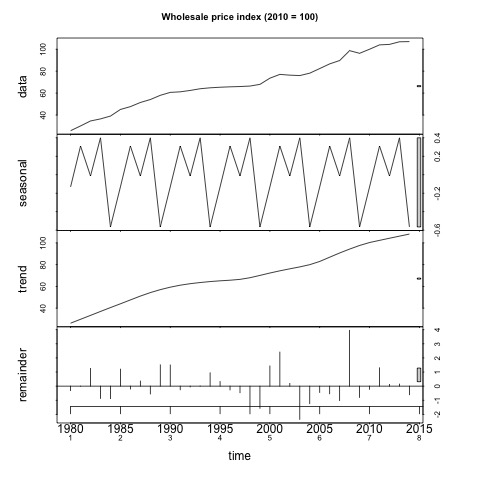 Wholesale price index (2010 = 100)
data
40 60 80 100
seasonal
-0.6 -0.2 0.2 0.4
trend
40 60 80 100
remainder
-2 -1 0 1 2 3 4
1980 1985 1990 1995 2000 2005 2010 2015
1 2 3 4 5 6 7 8
time